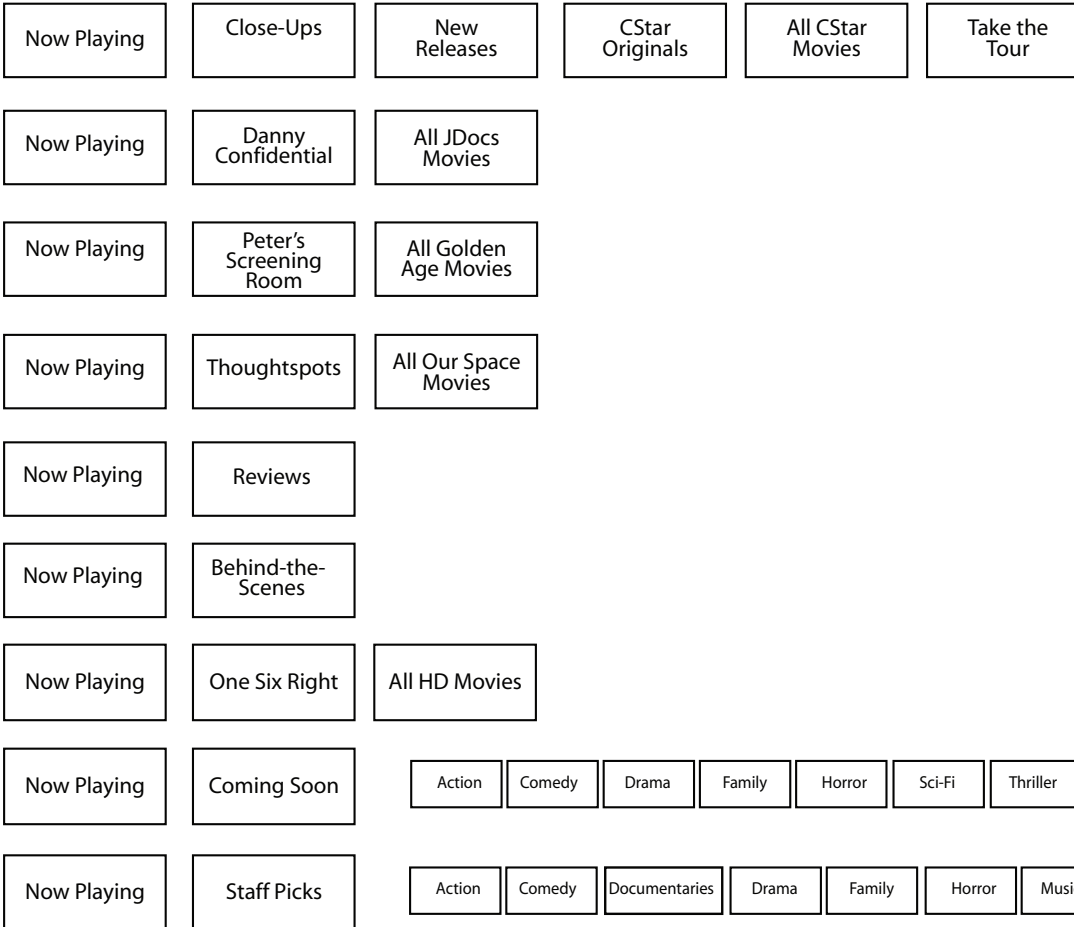 Now Playing
Close-Ups
New
Releases
CStar
Originals
All CStar
Movies
Take the
Tour
Now Playing
Danny
Confidential
All JDocs
Movies
Now Playing
Peter’s
Screening
Room
All Golden
Age Movies
Now Playing
Thoughtspots
All Our Space
Movies
Now Playing
Reviews
Now Playing
Behind-the-
Scenes
Now Playing
One Six Right
All HD Movies
Now Playing
Coming Soon
Action
Comedy
Drama
Family
Horror
Sci-Fi
Thriller
Now Playing
Staff Picks
Action
Comedy
Documentaries
Drama
Family
Horror